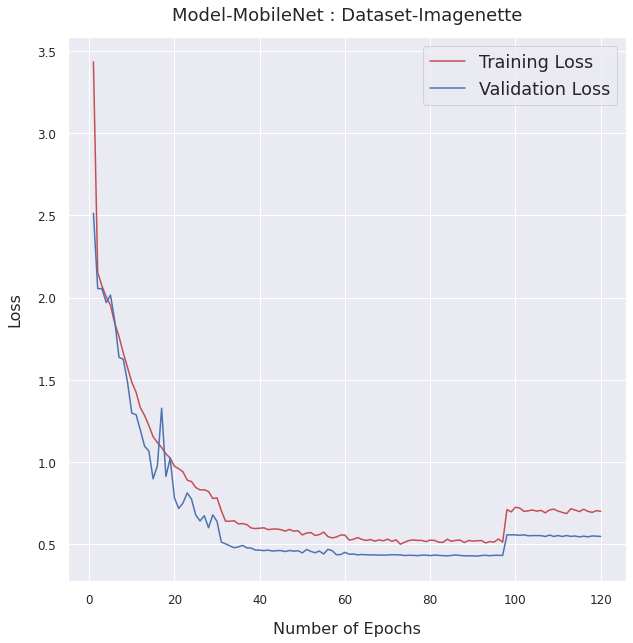 Model-MobileNet : Dataset-Imagenette
Training Loss
Validation Loss
3.5
3.0
2.5
2.0
1.5
1.0
0.5
Loss
0 20 40 60 80 100 120
Number of Epochs